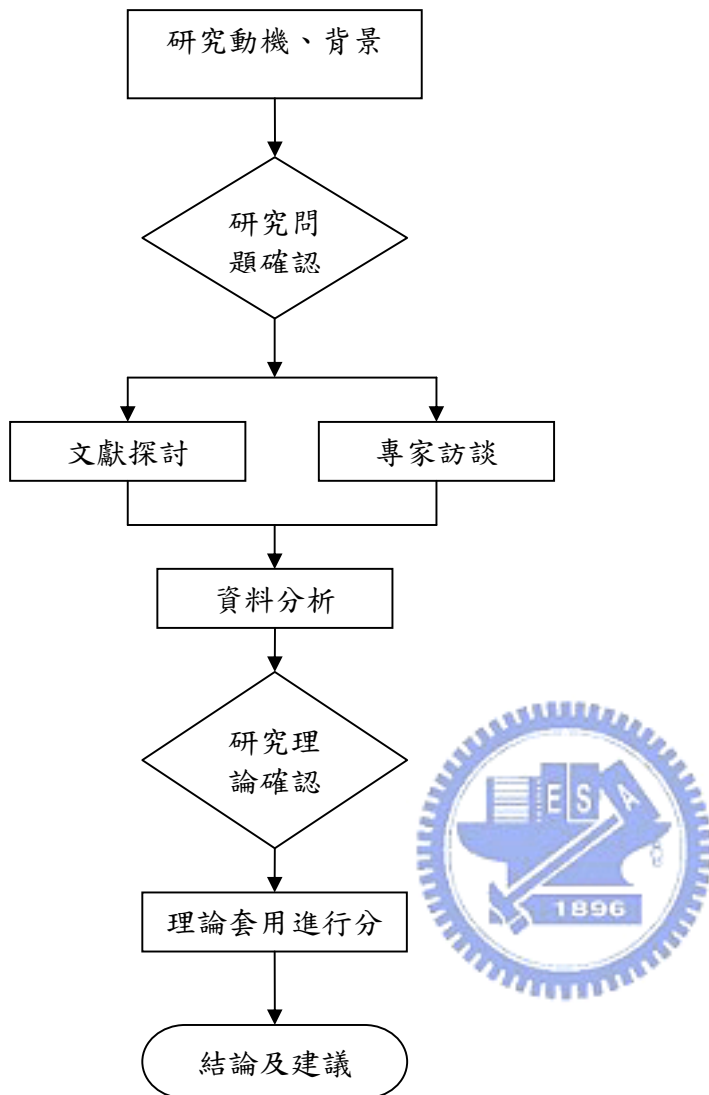 研究動機、背景
研究問
題確認
文獻探討
專家訪談
資料分析
研究理
論確認
理論套用進行分
結論及建議
E S A
1896